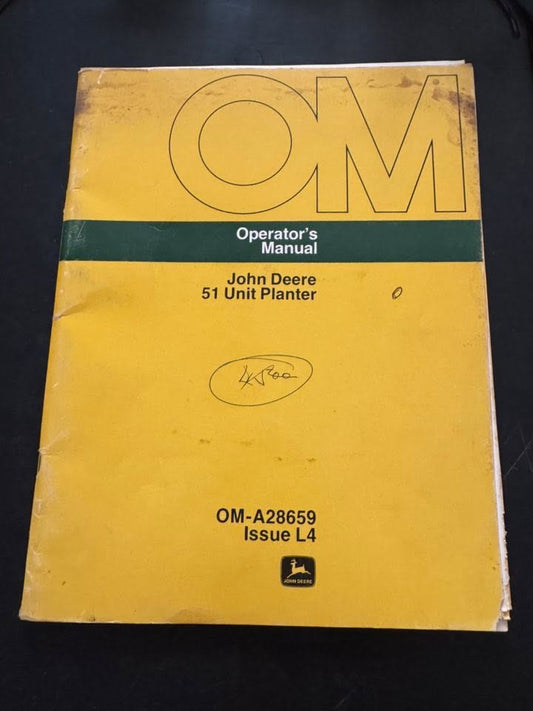 OM
Operator's
Manual
John Deere
51 Unit Planter
OM-A28659
Issue L4
JOHN DEERE